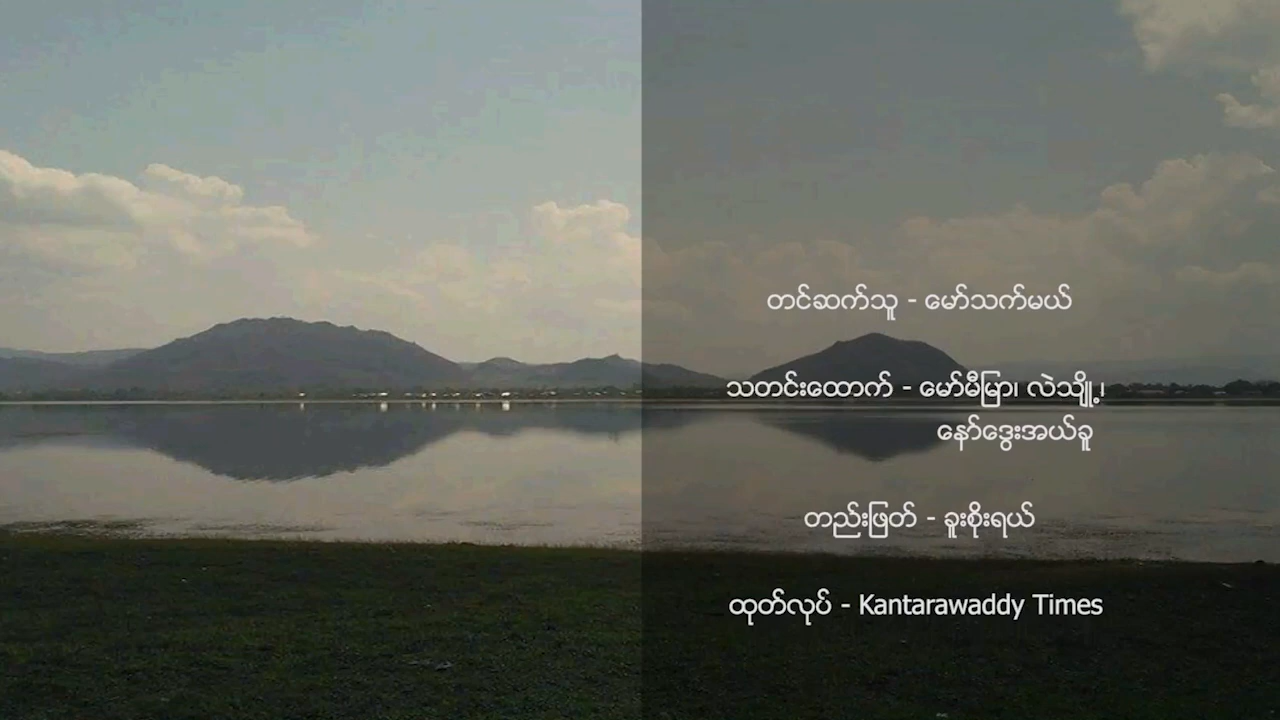 တင်ဆက်သူ - မော်သက်မယ်
သတင်းထောက် - မော်မီမြာ၊ လဲသျို့၊
နော်ဒွေးအယ်ခူ
တည်းဖြတ် - ခူးစိုးရယ်
ထုတ်လုပ် - Kantarawaddy Times